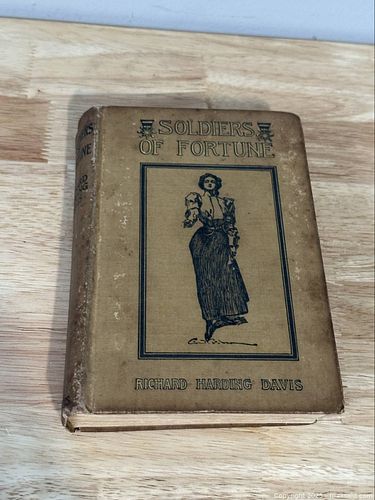 SOLDIERS
OF FORTUNE
RICHARD HARDING DAVIS